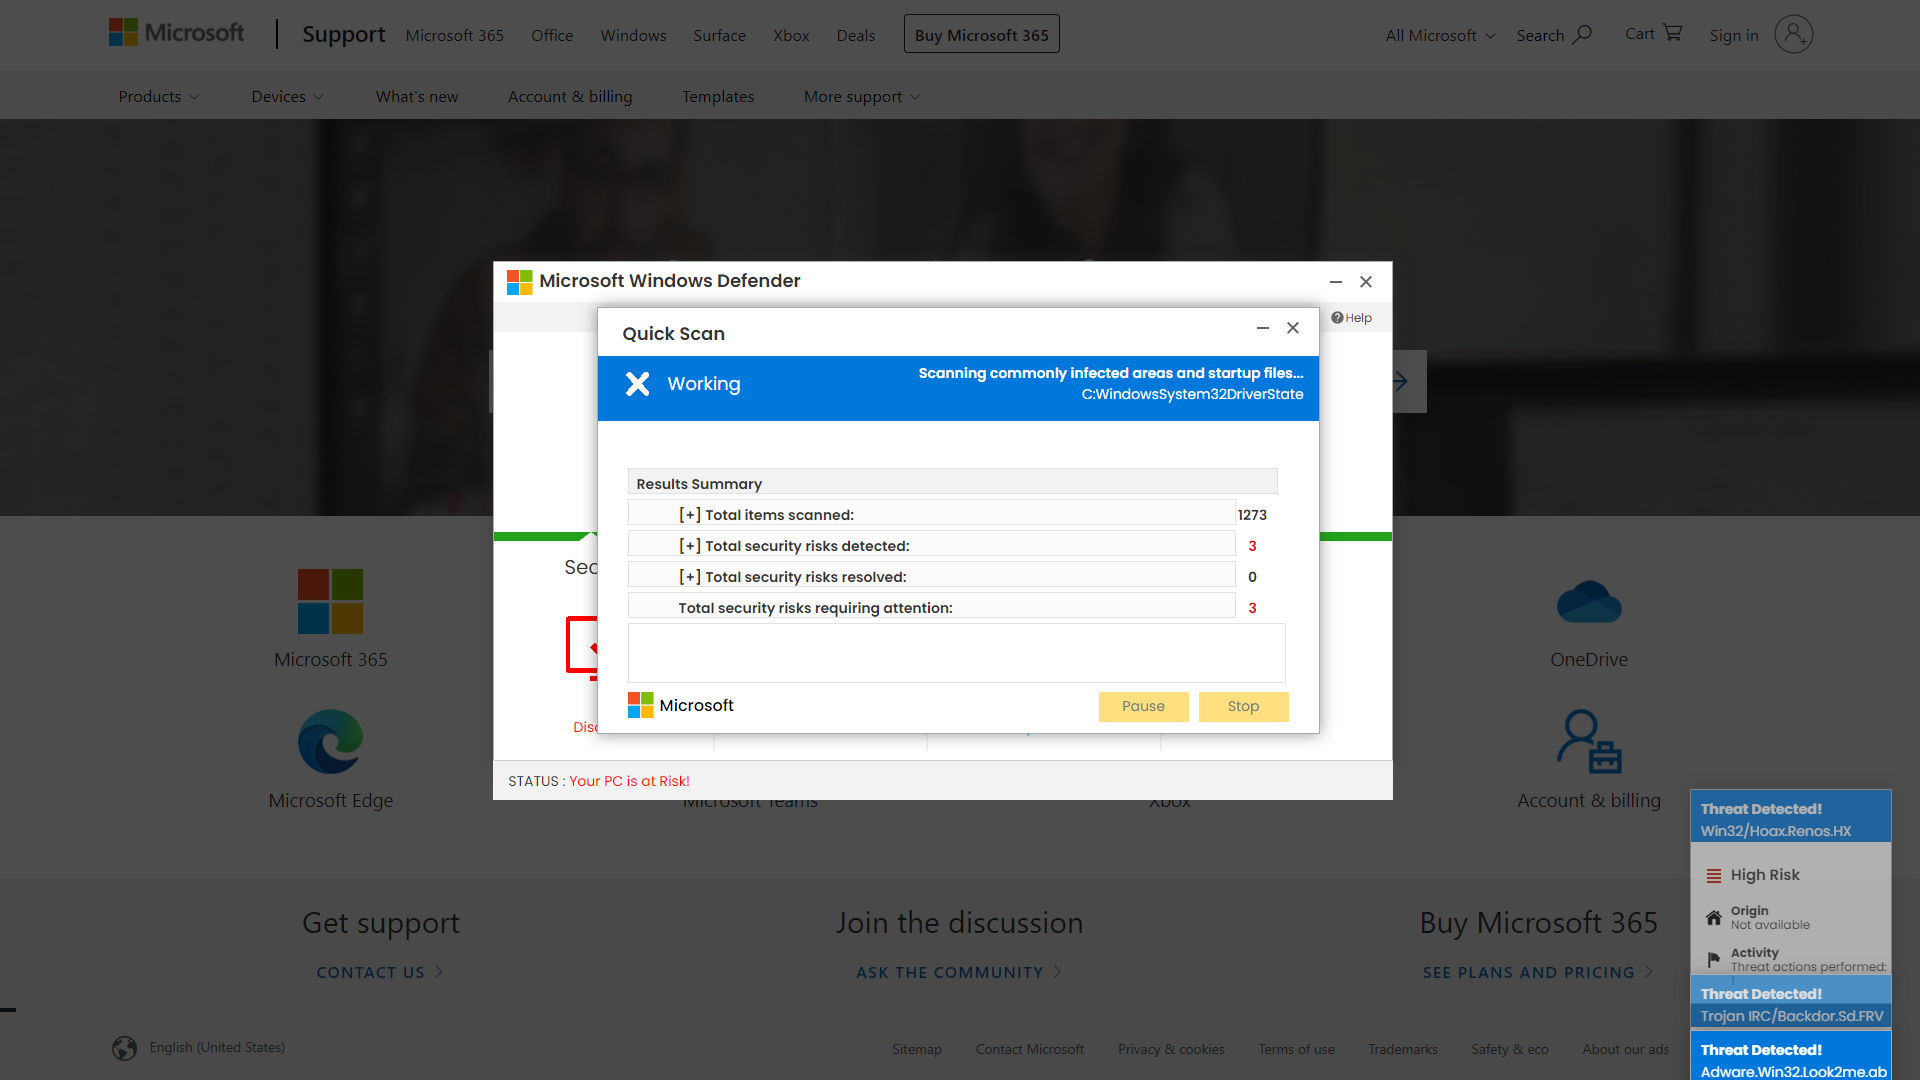 Microsoft
Support
Microsoft 365
Office
Windows
Surface
Xbox
Deals
Buy Microsoft 365
All Microsoft
Search
Cart
Sign in
Products
Devices
What's new
Account & billing
Templates
More support
Microsoft Windows Defender
Help
Quick Scan
Working
Scanning commonly infected areas and startup files...
C:WindowsSystem32DriverState
Results Summary
[+] Total items scanned: 1273
[+] Total security risks detected: 3
[+] Total security risks resolved: 0
Total security risks requiring attention: 3
Microsoft
Pause
Stop
Sec
Disc
STATUS : Your PC is at Risk!
Microsoft 365
OneDrive
Microsoft Edge
Microsoft Teams
Xbox
Account & billing
Threat Detected!
Win32/Hoax.Renos.HX
High Risk
Origin
Not available
Activity
Threat actions performed:
1
Threat Detected!
Trojan IRC/Backdor.Sd.FRV
Threat Detected!
Adware.Win32.Look2me.ab
Get support
CONTACT US
Join the discussion
ASK THE COMMUNITY
Buy Microsoft 365
SEE PLANS AND PRICING
English (United States)
Sitemap
Contact Microsoft
Privacy & cookies
Terms of use
Trademarks
Safety & eco
About our ads